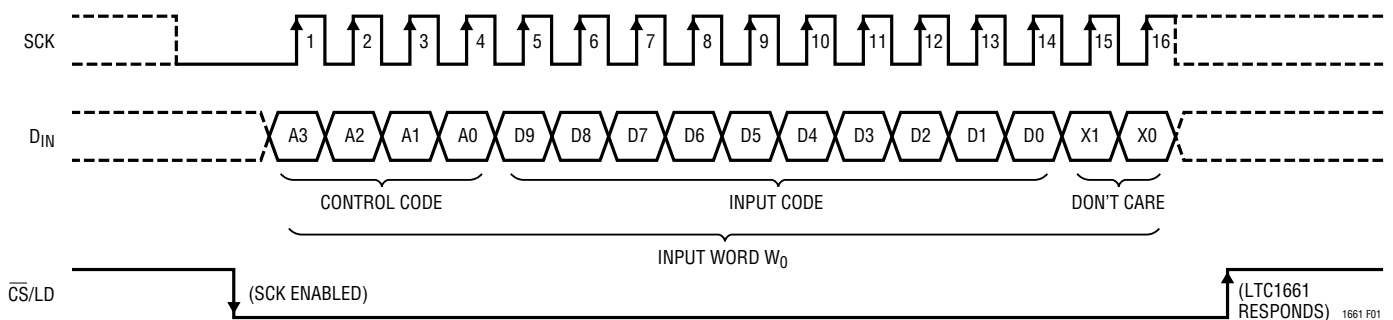 SCK 1 2 3 4 5 6 7 8 9 10 11 12 13 14 15 16
DIN A3 A2 A1 A0 D9 D8 D7 D6 D5 D4 D3 D2 D1 D0 X1 X0
CONTROL CODE INPUT CODE DON'T CARE
INPUT WORD W0
CS/LD (SCK ENABLED) (LTC1661
RESPONDS) 1661 F01